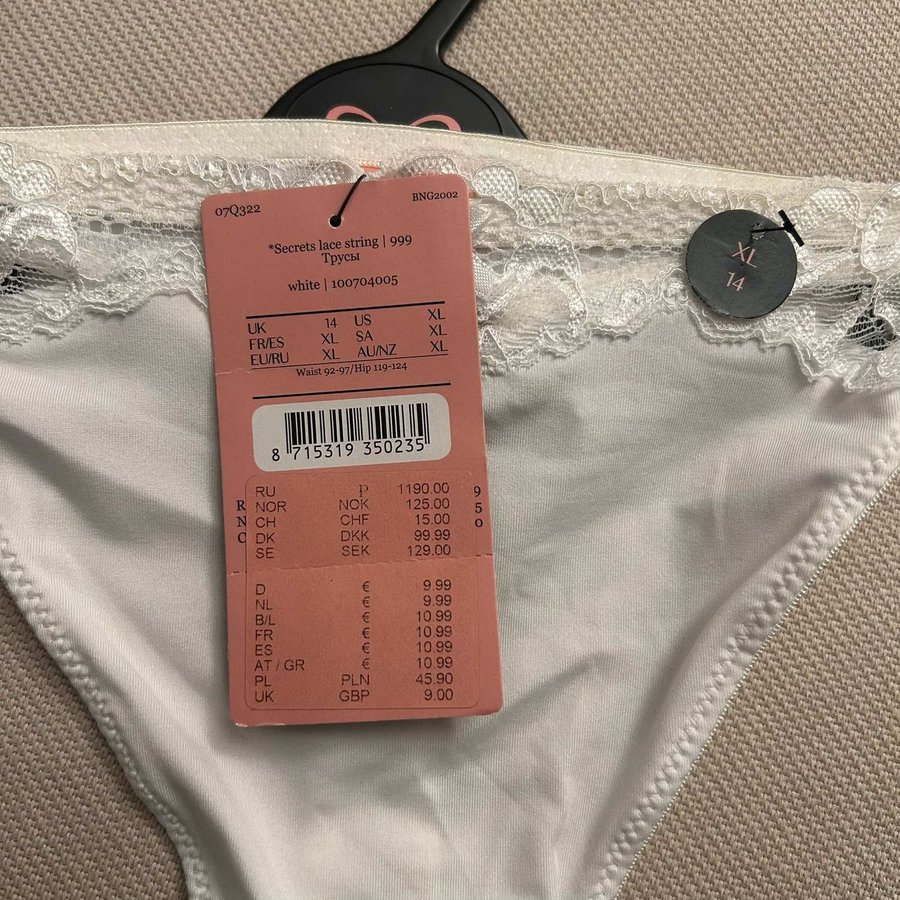 07Q322 BNG2002
*Secrets lace string | 999
Трусы
white | 100704005
UK 14 US XL
FR/ES XL SA XL
EU/RU XL AU/NZ XL
Waist 92-97/Hip 119-124
8 715319 350235
RU ₽ 1190.00 9
R NOR NOK 125.00 5
N CH CHF 15.00 0
C DK DKK 99.99
SE SEK 129.00
D € 9.99
NL € 9.99
B/L € 10.99
FR € 10.99
ES € 10.99
AT / GR € 10.99
PL PLN 45.90
UK GBP 9.00
XL
14